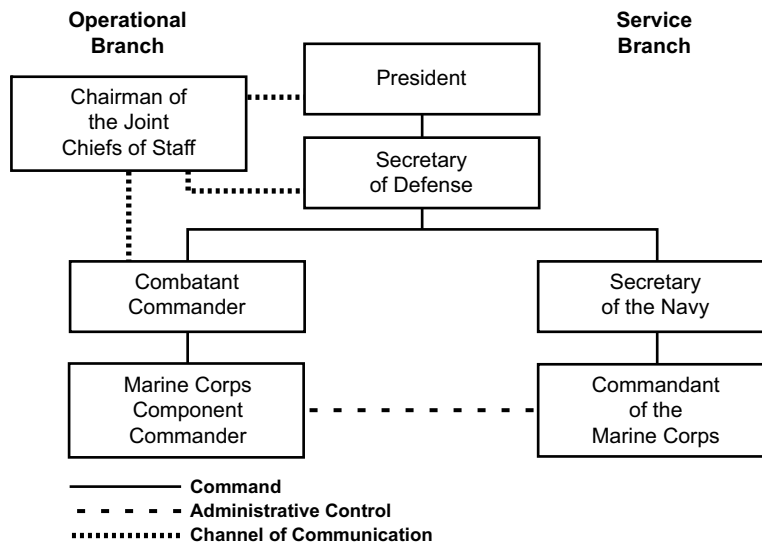 Operational
Branch
Service
Branch
President
Chairman of
the Joint
Chiefs of Staff
Secretary
of Defense
Combatant
Commander
Secretary
of the Navy
Marine Corps
Component
Commander
Commandant
of the
Marine Corps
Command
Administrative Control
Channel of Communication